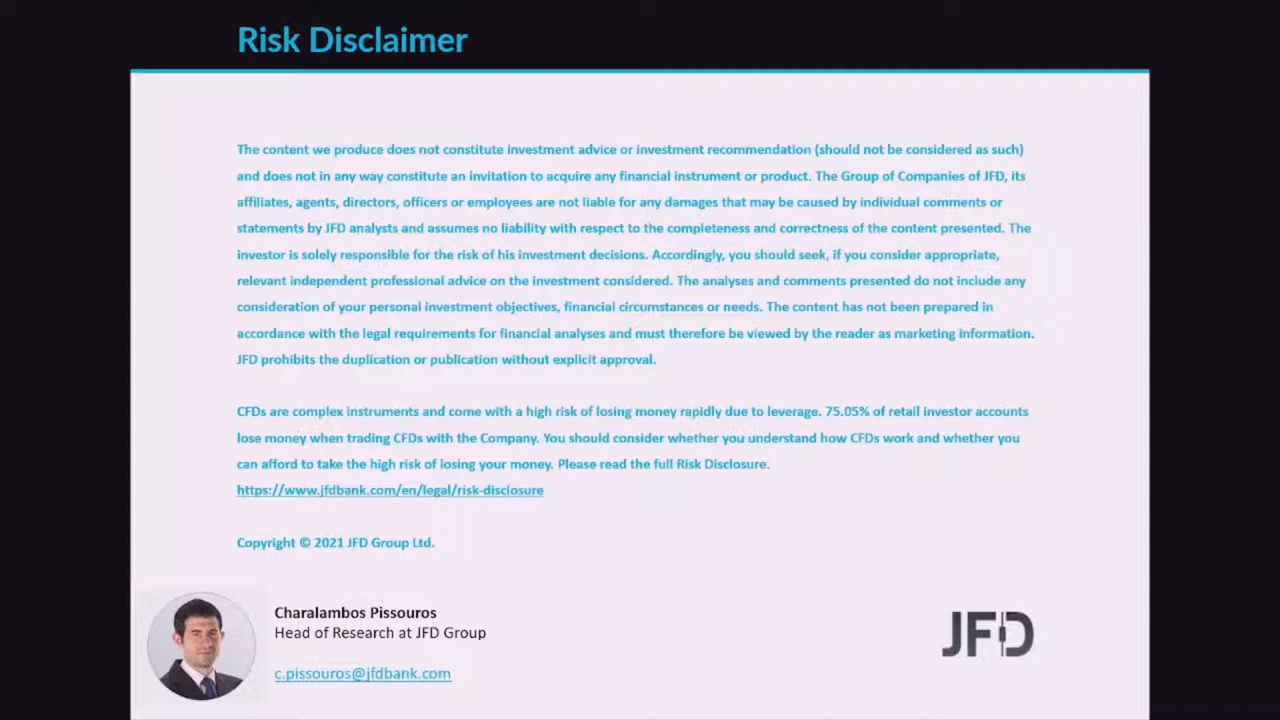 Risk Disclaimer
The content we produce does not constitute investment advice or investment recommendation (should not be considered as such)
and does not in any way constitute an invitation to acquire any financial instrument or product. The Group of Companies of JFD, its
affiliates, agents, directors, officers or employees are not liable for any damages that may be caused by individual comments or
statements by JFD analysts and assumes no liability with respect to the completeness and correctness of the content presented. The
investor is solely responsible for the risk of his investment decisions. Accordingly, you should seek, if you consider appropriate,
relevant independent professional advice on the investment considered. The analyses and comments presented do not include any
consideration of your personal investment objectives, financial circumstances or needs. The content has not been prepared in
accordance with the legal requirements for financial analyses and must therefore be viewed by the reader as marketing information.
JFD prohibits the duplication or publication without explicit approval.
CFDs are complex instruments and come with a high risk of losing money rapidly due to leverage. 75.05% of retail investor accounts
lose money when trading CFDs with the Company. You should consider whether you understand how CFDs work and whether you
can afford to take the high risk of losing your money. Please read the full Risk Disclosure.
https://www.jfdbank.com/en/legal/risk-disclosure
Copyright © 2021 JFD Group Ltd.
Charalambos Pissouros
Head of Research at JFD Group
c.pissouros@jfdbank.com
JFD